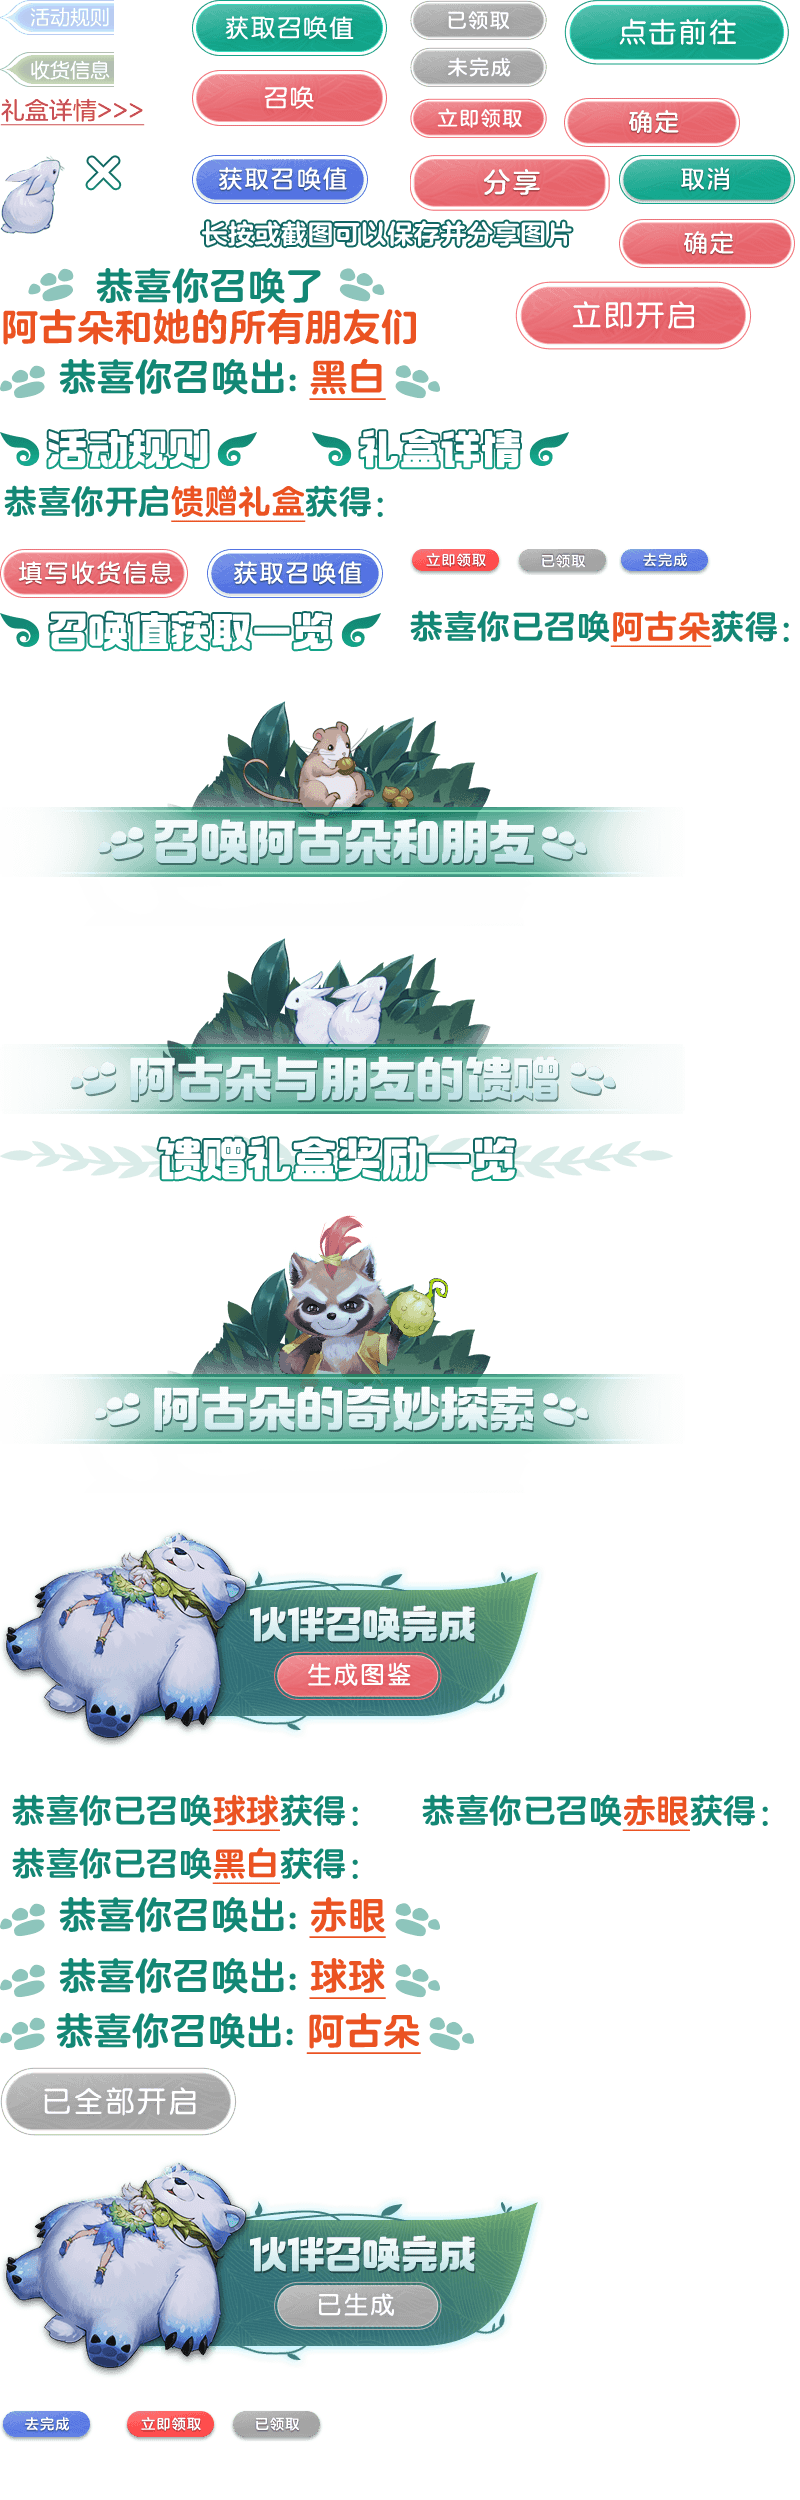 活动规则
获取召唤值
已领取
点击前往
收货信息
未完成
礼盒详情>>>
召唤
立即领取
确定
获取召唤值
分享
取消
长按或截图可以保存并分享图片
确定
恭喜你召唤了
阿古朵和她的所有朋友们
立即开启
恭喜你召唤出: 黑白
活动规则
礼盒详情
恭喜你开启馈赠礼盒获得:
填写收货信息
获取召唤值
立即领取
已领取
去完成
召唤值获取一览
恭喜你已召唤阿古朵获得:
召唤阿古朵和朋友
阿古朵与朋友的馈赠
馈赠礼盒奖励一览
阿古朵的奇妙探索
伙伴召唤完成
生成图鉴
恭喜你已召唤球球获得:
恭喜你已召唤赤眼获得:
恭喜你已召唤黑白获得:
恭喜你召唤出: 赤眼
恭喜你召唤出: 球球
恭喜你召唤出: 阿古朵
已全部开启
伙伴召唤完成
已生成
去完成
立即领取
已领取